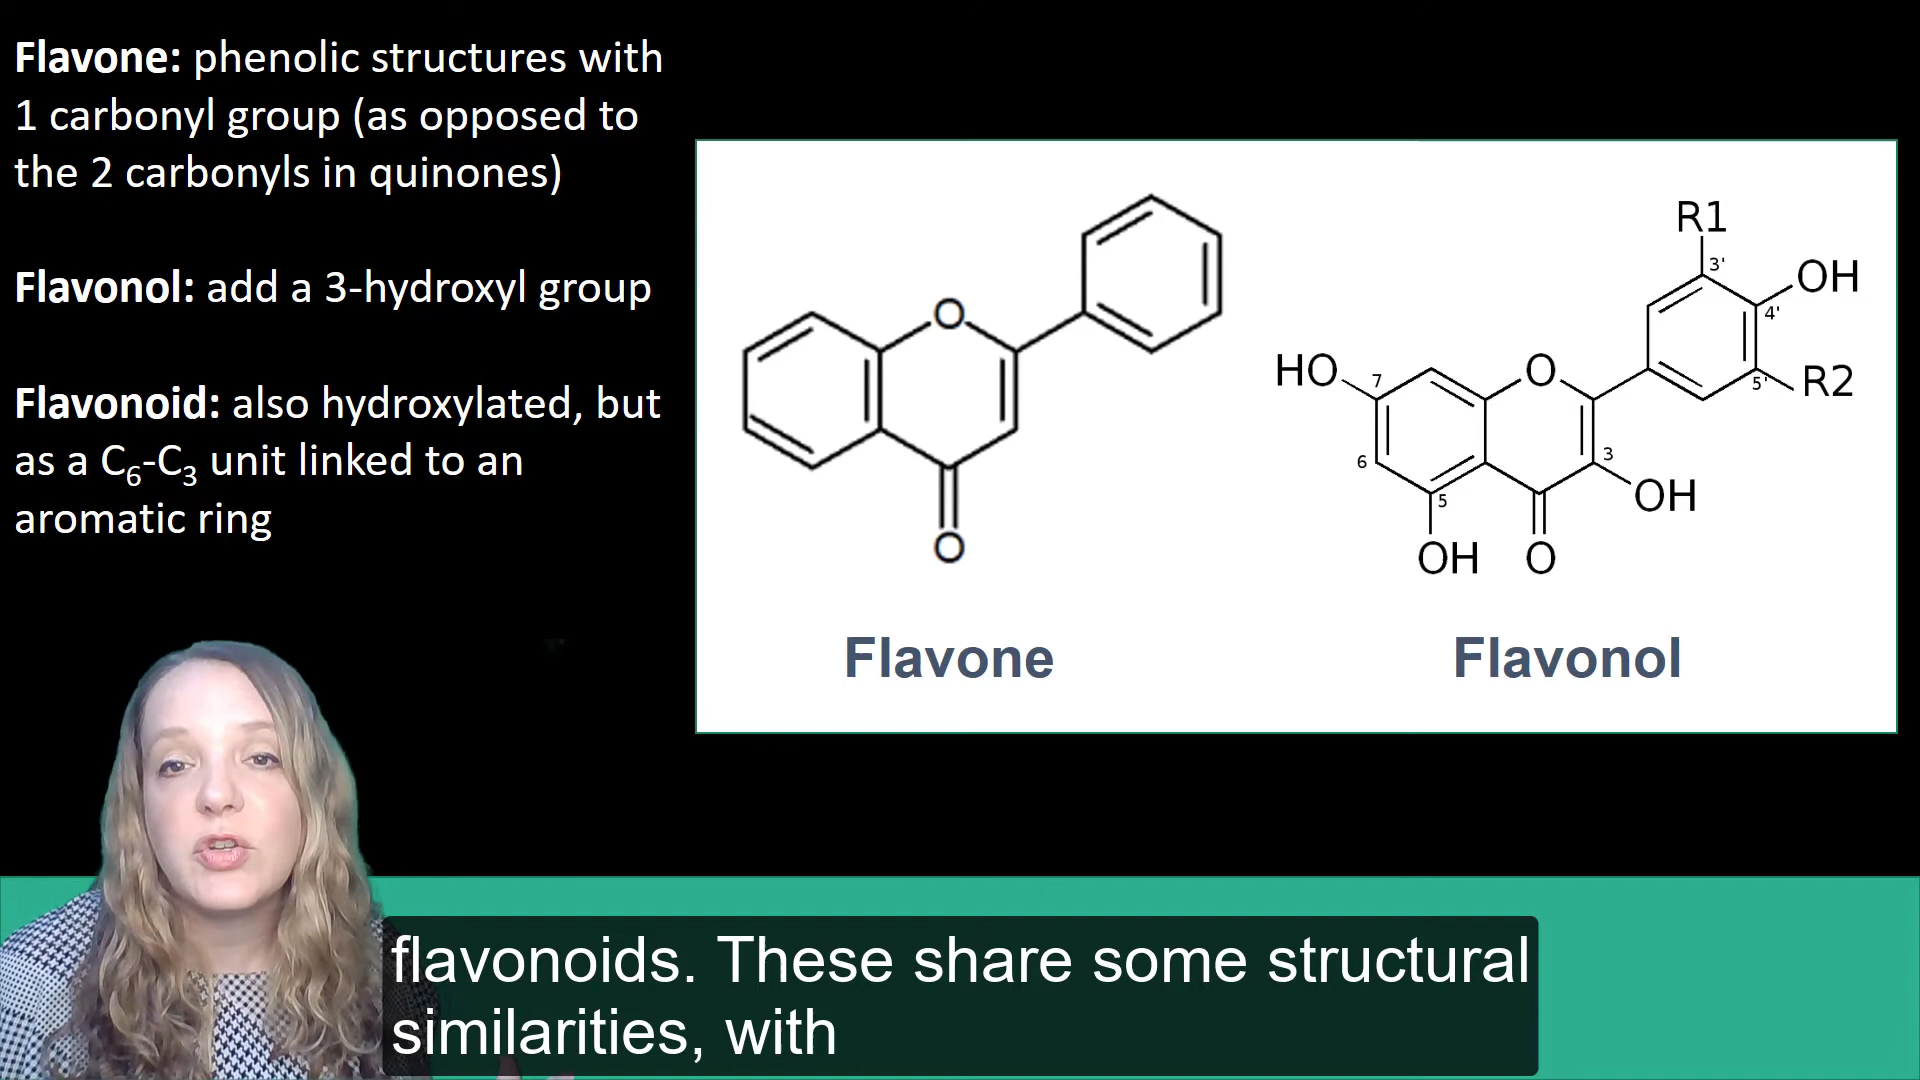 Flavone: phenolic structures with
1 carbonyl group (as opposed to
the 2 carbonyls in quinones)
Flavonol: add a 3-hydroxyl group
Flavonoid: also hydroxylated, but
as a C₆-C₃ unit linked to an
aromatic ring
O
O
Flavone
R1
3'
OH
4'
HO
7
O
5'
R2
6
3
5
OH
OH
O
Flavonol
flavonoids. These share some structural
similarities, with